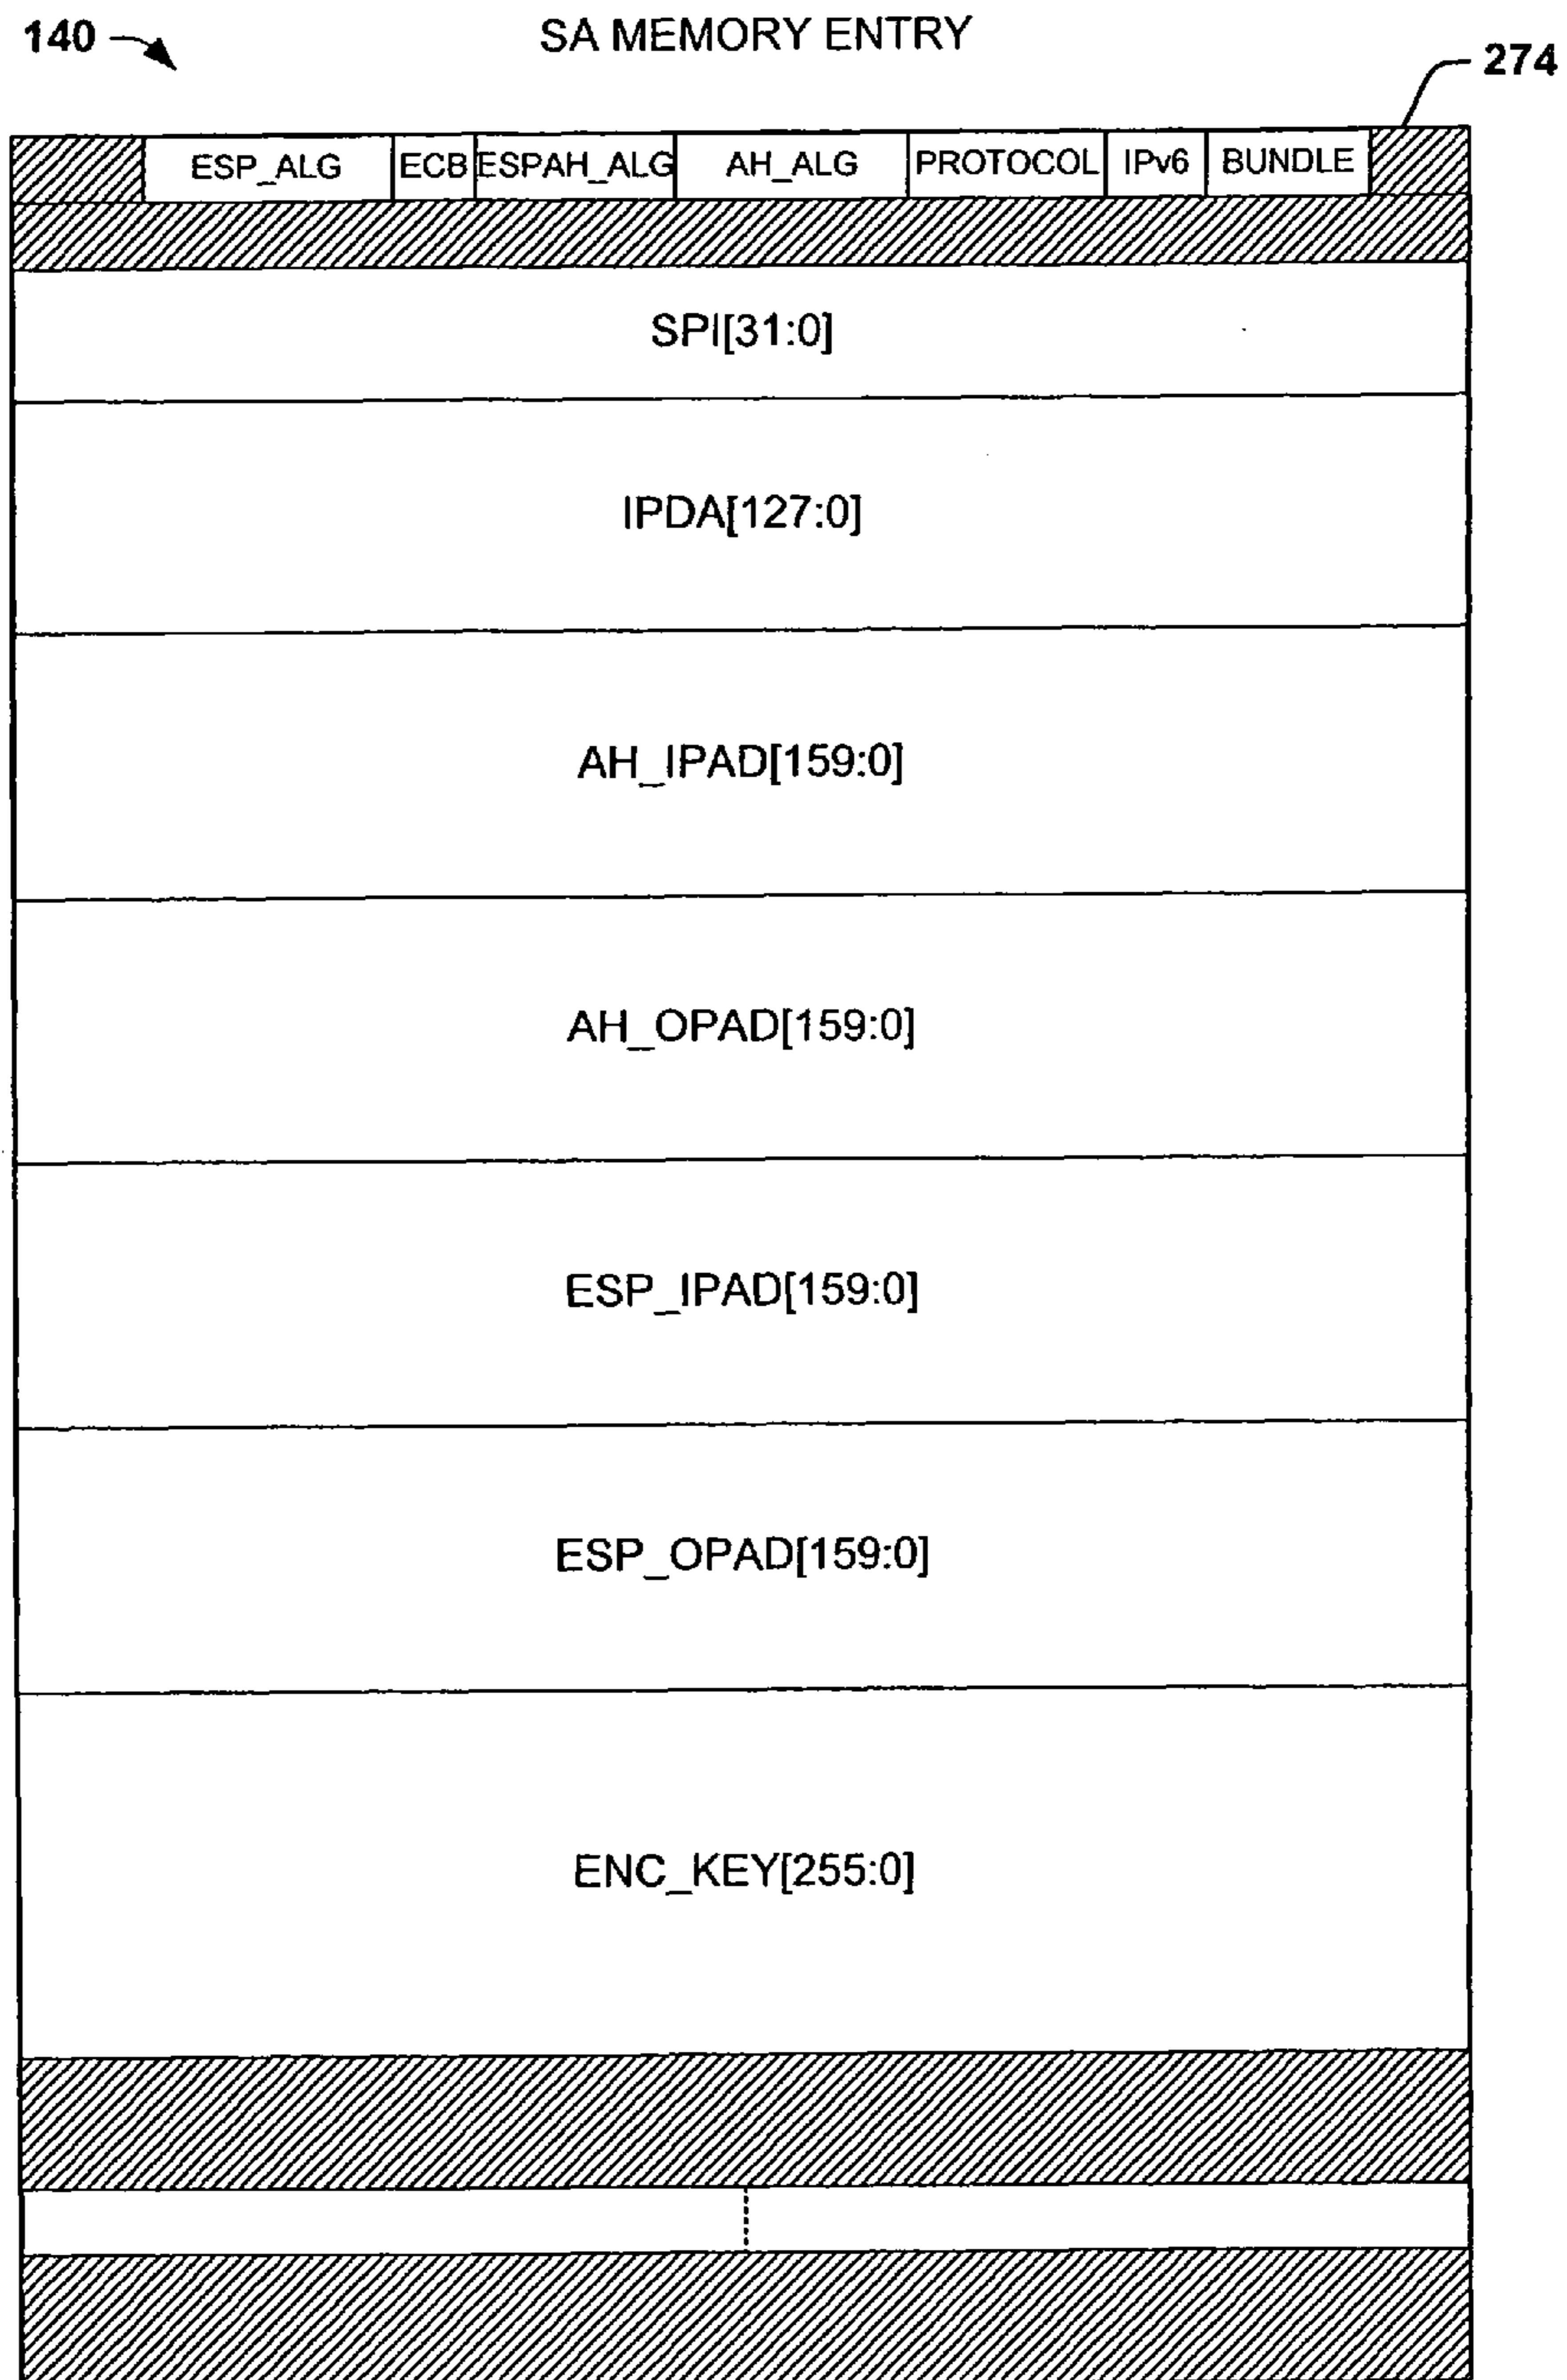 140
SA MEMORY ENTRY
274
ESP_ALG ECB ESPAH_ALG AH_ALG PROTOCOL IPv6 BUNDLE
SPI[31:0]
IPDA[127:0]
AH_IPAD[159:0]
AH_OPAD[159:0]
ESP_IPAD[159:0]
ESP_OPAD[159:0]
ENC_KEY[255:0]